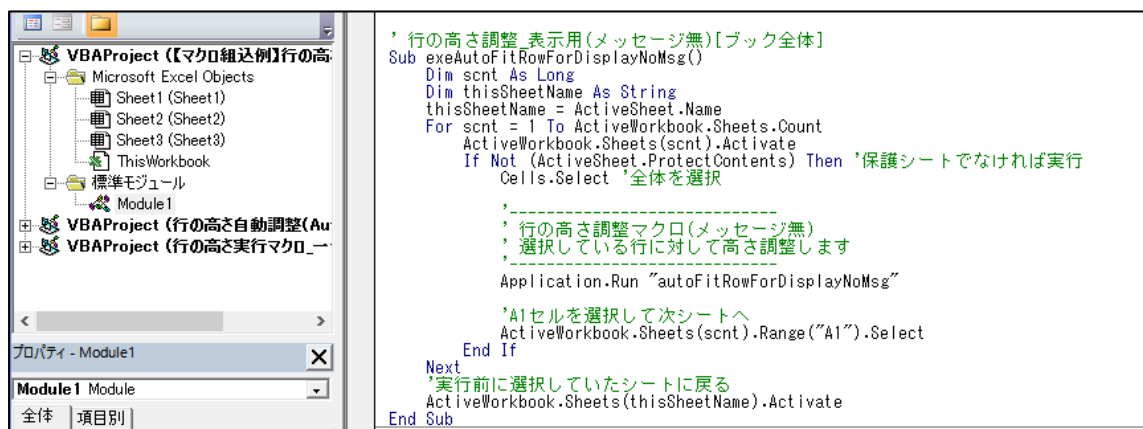 VBAProject (【マクロ組込例】行の高
Microsoft Excel Objects
Sheet1 (Sheet1)
Sheet2 (Sheet2)
Sheet3 (Sheet3)
ThisWorkbook
標準モジュール
Module1
VBAProject (行の高さ自動調整(Au
VBAProject (行の高さ実行マクロ_一
プロパティ - Module1
Module1 Module
全体 項目別
' 行の高さ調整_表示用(メッセージ無)[ブック全体]
Sub exeAutoFitRowForDisplayNoMsg()
Dim scnt As Long
Dim thisSheetName As String
thisSheetName = ActiveSheet.Name
For scnt = 1 To ActiveWorkbook.Sheets.Count
ActiveWorkbook.Sheets(scnt).Activate
If Not (ActiveSheet.ProtectContents) Then '保護シートでなければ実行
Cells.Select '全体を選択
'-----------------------------
' 行の高さ調整マクロ(メッセージ無)
' 選択している行に対して高さ調整します
'-----------------------------
Application.Run "autoFitRowForDisplayNoMsg"
'A1セルを選択して次シートへ
ActiveWorkbook.Sheets(scnt).Range("A1").Select
End If
Next
'実行前に選択していたシートに戻る
ActiveWorkbook.Sheets(thisSheetName).Activate
End Sub